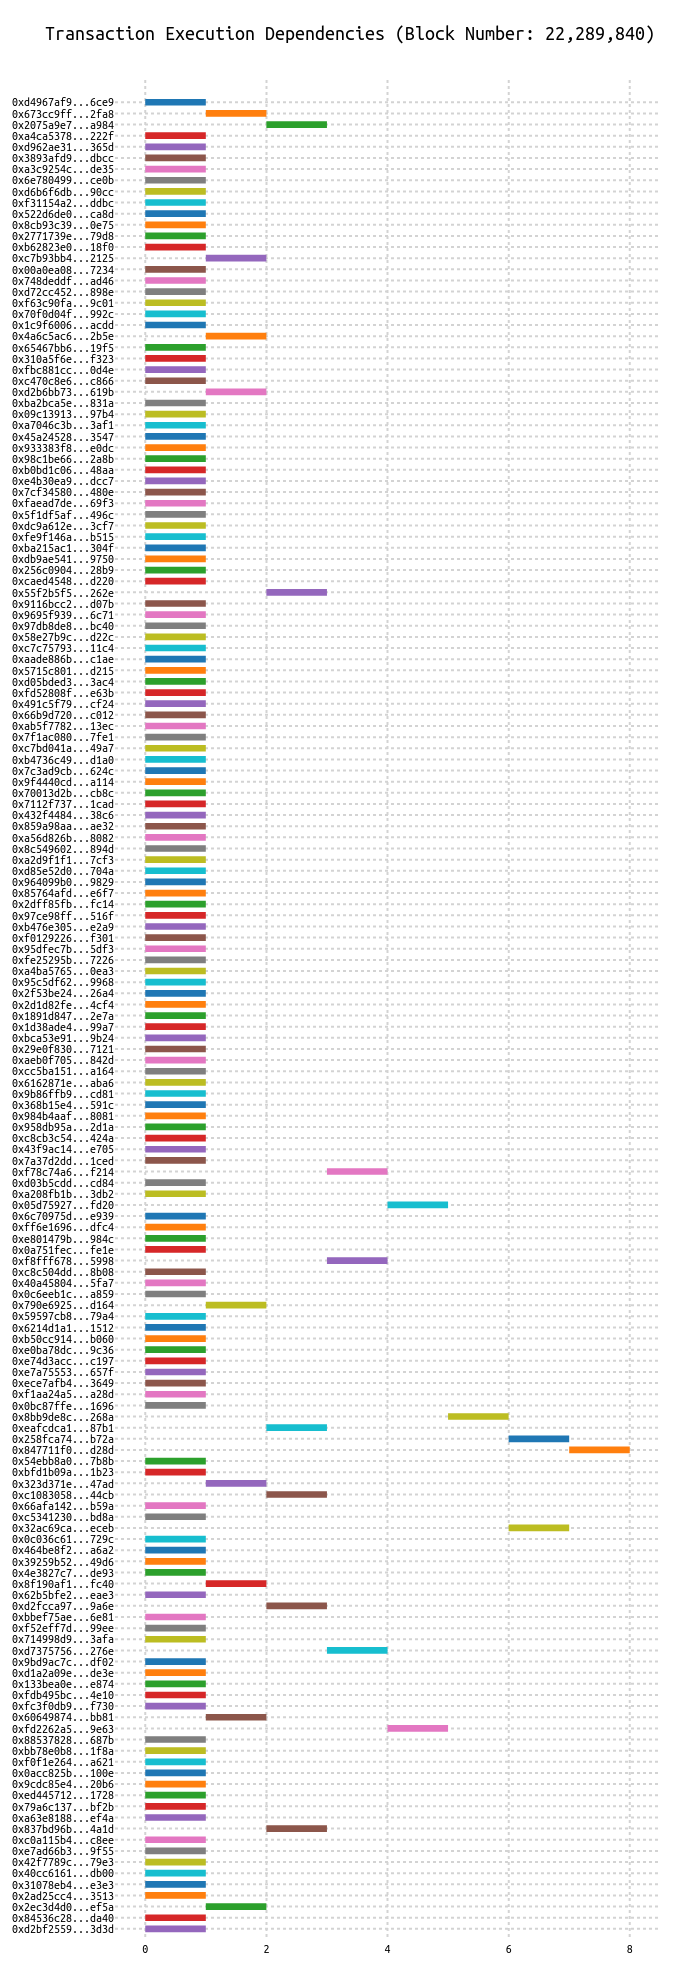 Transaction Execution Dependencies (Block Number: 22,289,840)
0xd4967af9...6ce9
0x673cc9ff...2fa8
0x2075a9e7...a984
0xa4ca5378...222f
0xd962ae31...365d
0x3893afd9...dbcc
0xa3c9254c...de35
0x6e780499...ce0b
0xd6b6f6db...90cc
0xf31154a2...ddbc
0x522d6de0...ca8d
0x8cb93c39...0e75
0x2771739e...79d8
0xb62823e0...18f0
0xc7b93bb4...2125
0x00a0ea08...7234
0x748deddf...ad46
0xd72cc452...898e
0xf63c90fa...9c01
0x70f0d04f...992c
0x1c9f6006...acdd
0x4a6c5ac6...2b5e
0x65467bb6...19f5
0x310a5f6e...f323
0xfbc881cc...0d4e
0xc470c8e6...c866
0xd2b6bb73...619b
0xba2bca5e...831a
0x09c13913...97b4
0xa7046c3b...3af1
0x45a24528...3547
0x933383f8...e0dc
0x98c1be66...2a8b
0xb0bd1c06...48aa
0xe4b30ea9...dcc7
0x7cf34580...480e
0xfaead7de...69f3
0x5f1df5af...496c
0xdc9a612e...3cf7
0xfe9f146a...b515
0xba215ac1...304f
0xdb9ae541...9750
0x256c0904...28b9
0xcaed4548...d220
0x55f2b5f5...262e
0x9116bcc2...d07b
0x9695f939...6c71
0x97db8de8...bc40
0x58e27b9c...d22c
0xc7c75793...11c4
0xaade886b...c1ae
0x5715c801...d215
0xd05bded3...3ac4
0xfd52808f...e63b
0x491c5f79...cf24
0x66b9d720...c012
0xab5f7782...13ec
0x7f1ac080...7fe1
0xc7bd041a...49a7
0xb4736c49...d1a0
0x7c3ad9cb...624c
0x9f4440cd...a114
0x70013d2b...cb8c
0x7112f737...1cad
0x432f4484...38c6
0x859a98aa...ae32
0xa56d826b...8082
0x8c549602...894d
0xa2d9f1f1...7cf3
0xd85e52d0...704a
0x964099b0...9829
0x85764afd...e6f7
0x2dff85fb...fc14
0x97ce98ff...516f
0xb476e305...e2a9
0xf0129226...f301
0x95dfec7b...5df3
0xfe25295b...7226
0xa4ba5765...0ea3
0x95c5df62...9968
0x2f53be24...26a4
0x2d1d82fe...4cf4
0x1891d847...2e7a
0x1d38ade4...99a7
0xbca53e91...9b24
0x29e0f830...7121
0xaeb0f705...842d
0xcc5ba151...a164
0x6162871e...aba6
0x9b86ffb9...cd81
0x368b15e4...591c
0x984b4aaf...8081
0x958db95a...2d1a
0xc8cb3c54...424a
0x43f9ac14...e705
0x7a37d2dd...1ced
0xf78c74a6...f214
0xd03b5cdd...cd84
0xa208fb1b...3db2
0x05d75927...fd20
0x6c70975d...e939
0xff6e1696...dfc4
0xe801479b...984c
0x0a751fec...fe1e
0xf8fff678...5998
0xc8c504dd...8b08
0x40a45804...5fa7
0x0c6eeb1c...a859
0x790e6925...d164
0x59597cb8...79a4
0x6214d1a1...1512
0xb50cc914...b060
0xe0ba78dc...9c36
0xe74d3acc...c197
0xe7a75553...657f
0xece7afb4...3649
0xf1aa24a5...a28d
0x0bc87ffe...1696
0x8bb9de8c...268a
0xeafcdca1...87b1
0x258fca74...b72a
0x847711f0...d28d
0x54ebb8a0...7b8b
0xbfd1b09a...1b23
0x323d371e...47ad
0xc1083058...44cb
0x66afa142...b59a
0xc5341230...bd8a
0x32ac69ca...eceb
0x0c036c61...729c
0x464be8f2...a6a2
0x39259b52...49d6
0x4e3827c7...de93
0x8f190af1...fc40
0x62b5bfe2...eae3
0xd2fcca97...9a6e
0xbbef75ae...6e81
0xf52eff7d...99ee
0x714998d9...3afa
0xd7375756...276e
0x9bd9ac7c...df02
0xd1a2a09e...de3e
0x133bea0e...e874
0xfdb495bc...4e10
0xfc3f0db9...f730
0x60649874...bb81
0xfd2262a5...9e63
0x88537828...687b
0xbb78e0b8...1f8a
0xf0f1e264...a621
0x0acc825b...100e
0x9cdc85e4...20b6
0xed445712...1728
0x79a6c137...bf2b
0xa63e8188...ef4a
0x837bd96b...4a1d
0xc0a115b4...c8ee
0xe7ad66b3...9f55
0x42f7789c...79e3
0x40cc6161...db00
0x31078eb4...e3e3
0x2ad25cc4...3513
0x2ec3d4d0...ef5a
0x84536c28...da40
0xd2bf2559...3d3d
0 2 4 6 8